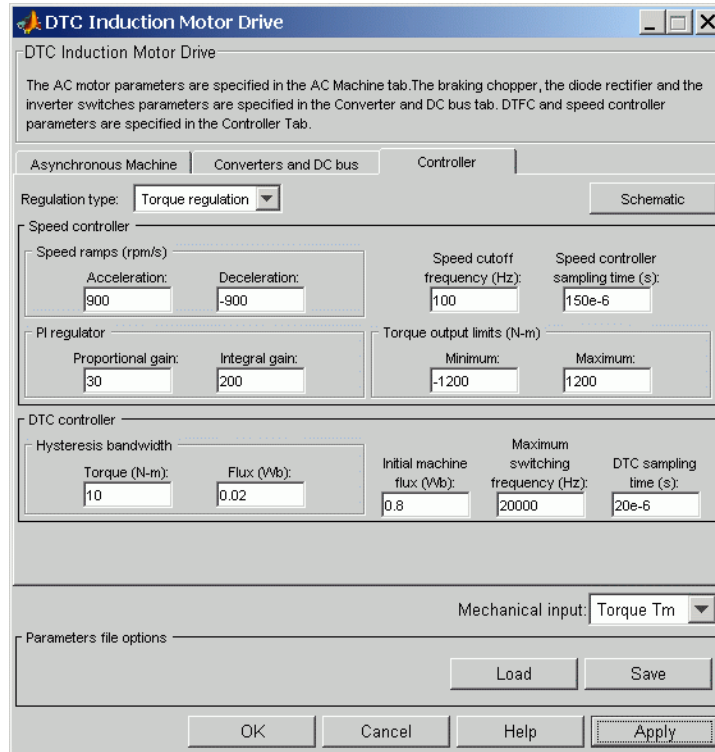 DTC Induction Motor Drive
DTC Induction Motor Drive
The AC motor parameters are specified in the AC Machine tab.The braking chopper, the diode rectifier and the
inverter switches parameters are specified in the Converter and DC bus tab. DTFC and speed controller
parameters are specified in the Controller Tab.
Asynchronous Machine Converters and DC bus Controller
Regulation type: Torque regulation Schematic
Speed controller
Speed ramps (rpm/s)
Acceleration: Deceleration:
900 -900
Speed cutoff
frequency (Hz):
100
Speed controller
sampling time (s):
150e-6
PI regulator
Proportional gain: Integral gain:
30 200
Torque output limits (N-m)
Minimum: Maximum:
-1200 1200
DTC controller
Hysteresis bandwidth
Torque (N-m): Flux (Wb):
10 0.02
Initial machine
flux (Wb):
0.8
Maximum
switching
frequency (Hz):
20000
DTC sampling
time (s):
20e-6
Mechanical input: Torque Tm
Parameters file options
Load Save
OK Cancel Help Apply